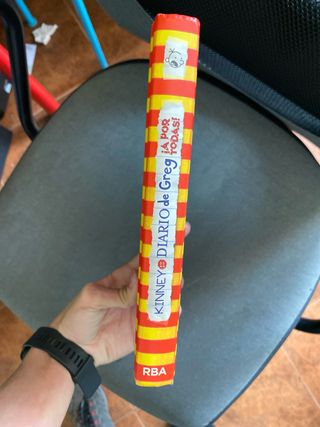 KINNEY DIARIO de Greg
¡A POR
TODAS!
RBA